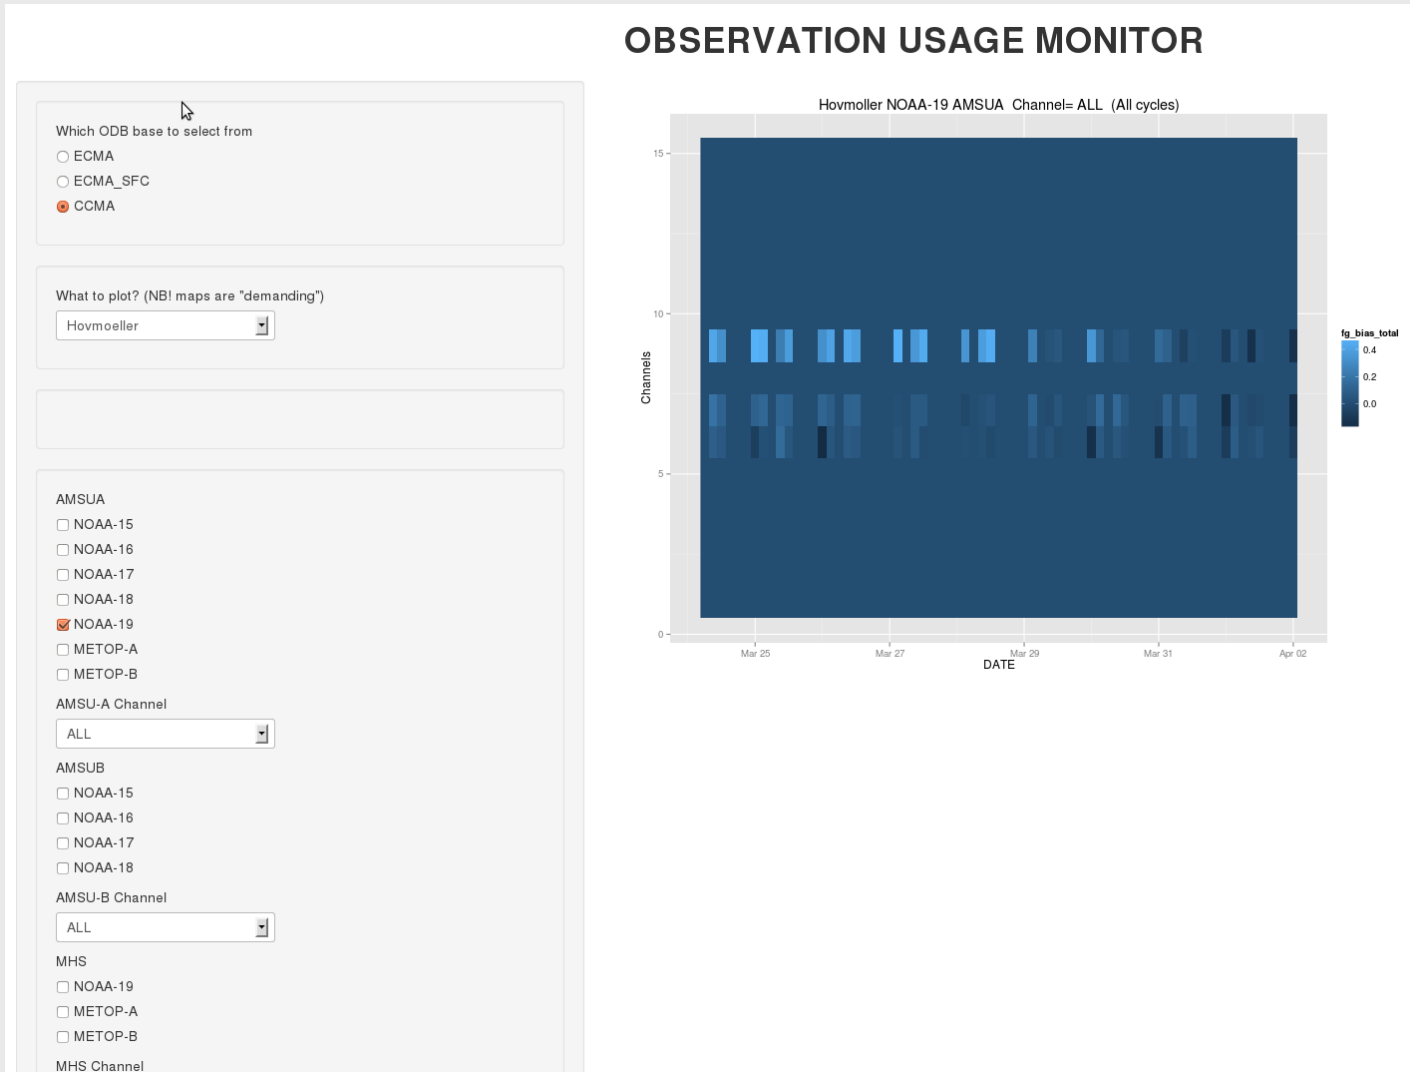 OBSERVATION USAGE MONITOR
Which ODB base to select from
ECMA
ECMA_SFC
CCMA
What to plot? (NB! maps are "demanding")
Hovmoeller
AMSUA
NOAA-15
NOAA-16
NOAA-17
NOAA-18
NOAA-19
METOP-A
METOP-B
AMSU-A Channel
ALL
AMSUB
NOAA-15
NOAA-16
NOAA-17
NOAA-18
AMSU-B Channel
ALL
MHS
NOAA-19
METOP-A
METOP-B
MHS Channel
Hovmoller NOAA-19 AMSUA Channel= ALL (All cycles)
15
10
5
0
Channels
Mar 25
Mar 27
Mar 29
Mar 31
Apr 02
DATE
fg_bias_total
0.4
0.2
0.0